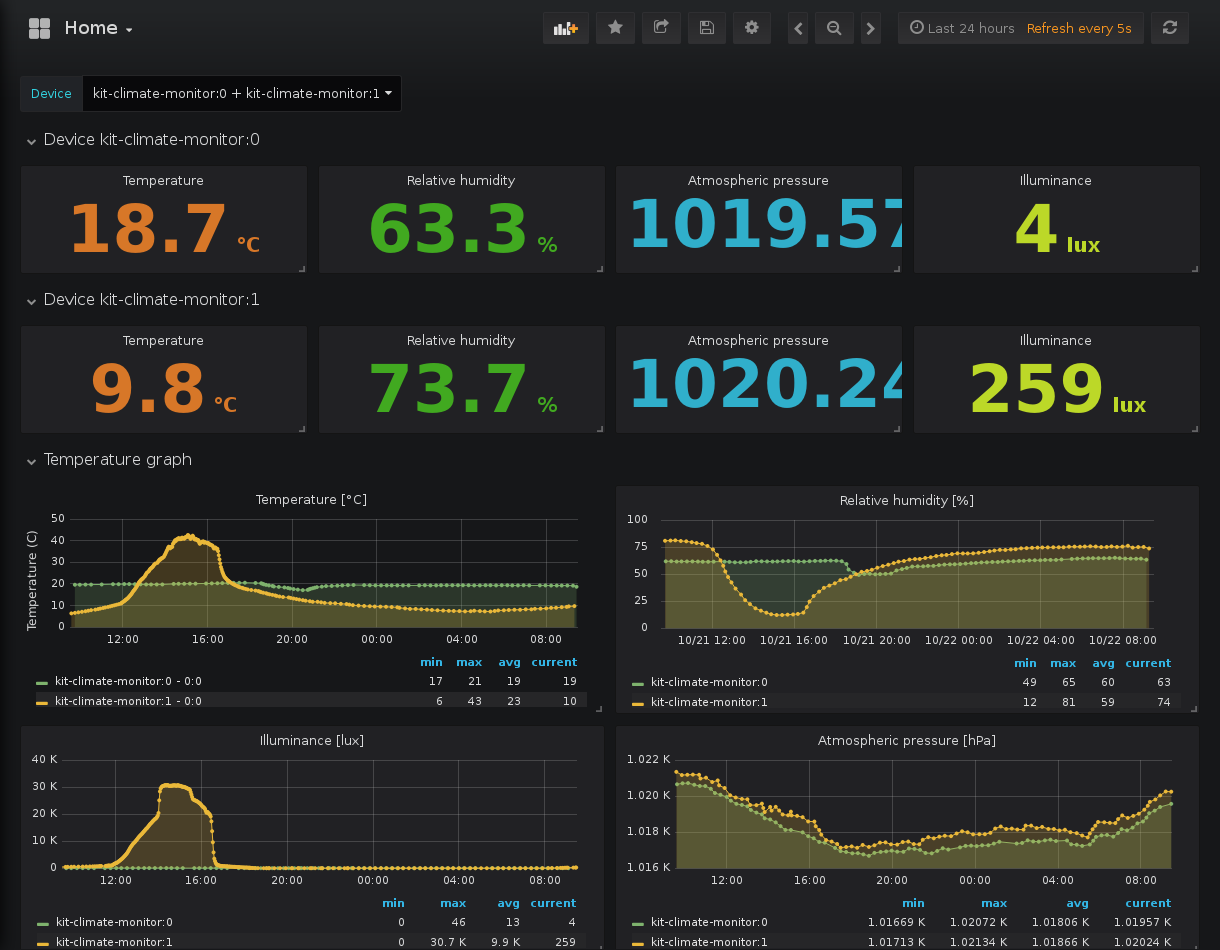 Home
Last 24 hours Refresh every 5s
Device kit-climate-monitor:0 + kit-climate-monitor:1
Device kit-climate-monitor:0
Temperature Relative humidity Atmospheric pressure Illuminance
18.7 °C 63.3 % 1019.57 4 lux
Device kit-climate-monitor:1
Temperature Relative humidity Atmospheric pressure Illuminance
9.8 °C 73.7 % 1020.24 259 lux
Temperature graph
Temperature [°C]
Temperature (C)
50
40
30
20
10
0
12:00 16:00 20:00 00:00 04:00 08:00
min max avg current
kit-climate-monitor:0 - 0:0 17 21 19 19
kit-climate-monitor:1 - 0:0 6 43 23 10
Relative humidity [%]
100
75
50
25
0
10/21 12:00 10/21 16:00 10/21 20:00 10/22 00:00 10/22 04:00 10/22 08:00
min max avg current
kit-climate-monitor:0 49 65 60 63
kit-climate-monitor:1 12 81 59 74
Illuminance [lux]
40 K
30 K
20 K
10 K
0
12:00 16:00 20:00 00:00 04:00 08:00
min max avg current
kit-climate-monitor:0 0 46 13 4
kit-climate-monitor:1 0 30.7 K 9.9 K 259
Atmospheric pressure [hPa]
1.022 K
1.020 K
1.018 K
1.016 K
12:00 16:00 20:00 00:00 04:00 08:00
min max avg current
kit-climate-monitor:0 1.01669 K 1.02072 K 1.01806 K 1.01957 K
kit-climate-monitor:1 1.01713 K 1.02134 K 1.01866 K 1.02024 K